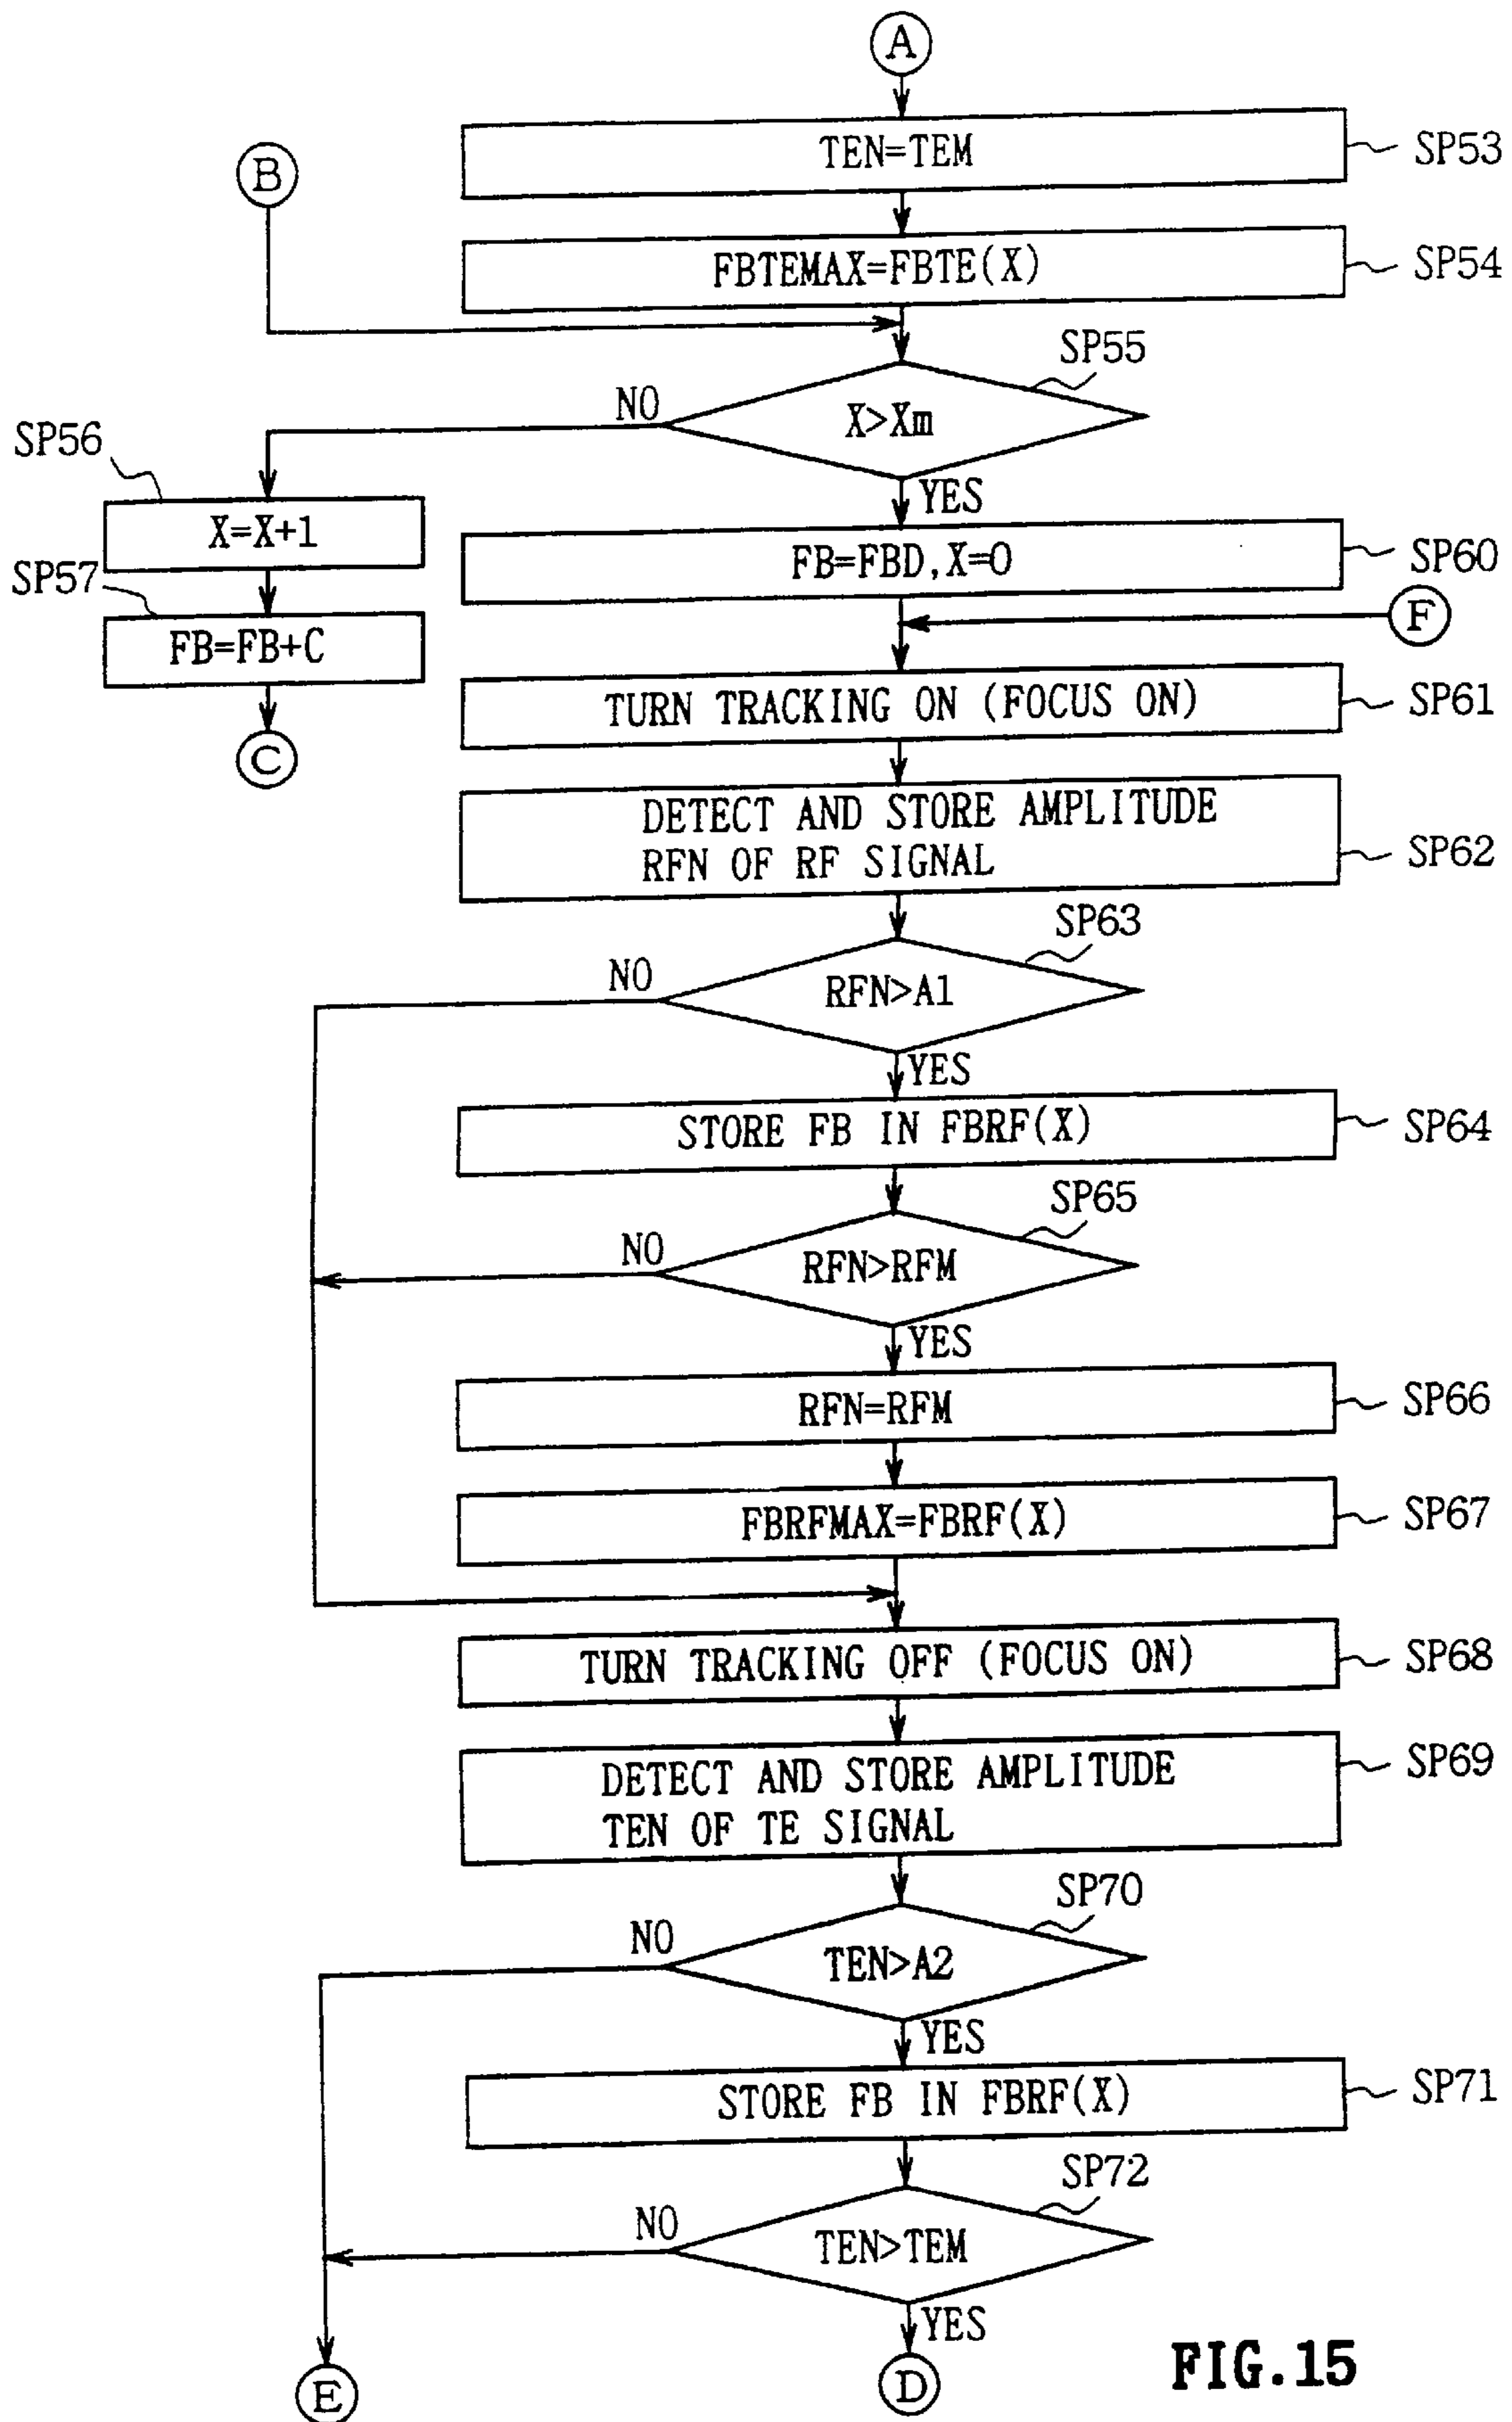 A
TEN=TEM
SP53
B
FBTEMAX=FBTE(X)
SP54
SP55
NO
X>Xm
SP56
YES
X=X+1
FB=FBD,X=0
SP60
SP57
F
FB=FB+C
TURN TRACKING ON (FOCUS ON)
SP61
C
DETECT AND STORE AMPLITUDE
RFN OF RF SIGNAL
SP62
SP63
NO
RFN>A1
YES
STORE FB IN FBRF(X)
SP64
SP65
NO
RFN>RFM
YES
RFN=RFM
SP66
FBRFMAX=FBRF(X)
SP67
TURN TRACKING OFF (FOCUS ON)
SP68
DETECT AND STORE AMPLITUDE
TEN OF TE SIGNAL
SP69
SP70
NO
TEN>A2
YES
STORE FB IN FBRF(X)
SP71
SP72
NO
TEN>TEM
YES
E
D
FIG.15